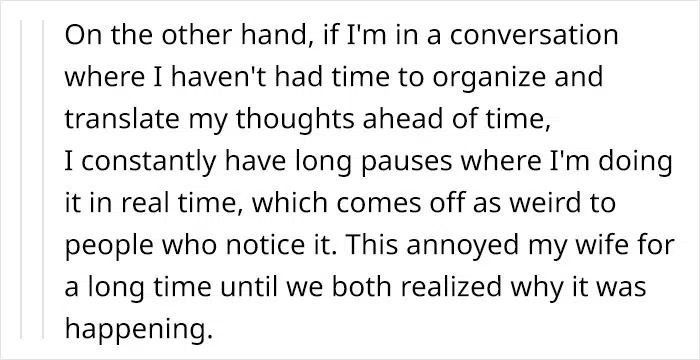 On the other hand, if I'm in a conversation
where I haven't had time to organize and
translate my thoughts ahead of time,
I constantly have long pauses where I'm doing
it in real time, which comes off as weird to
people who notice it. This annoyed my wife for
a long time until we both realized why it was
happening.